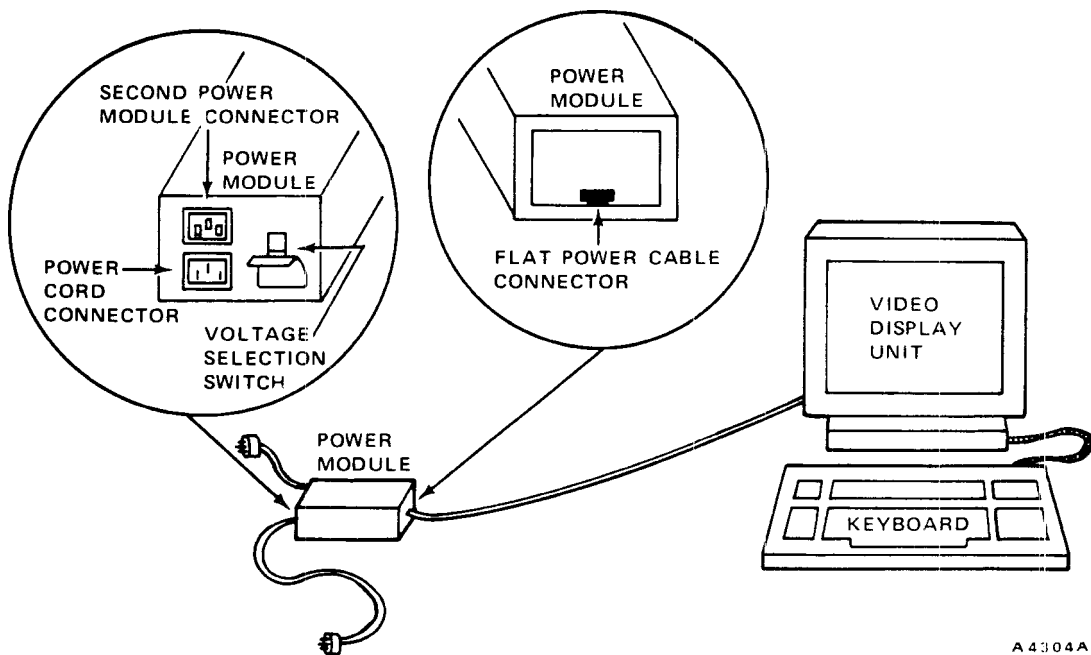 SECOND POWER
MODULE CONNECTOR
POWER
MODULE
POWER
CORD
CONNECTOR
VOLTAGE
SELECTION
SWITCH
POWER
MODULE
FLAT POWER CABLE
CONNECTOR
POWER
MODULE
VIDEO
DISPLAY
UNIT
KEYBOARD
A4304A